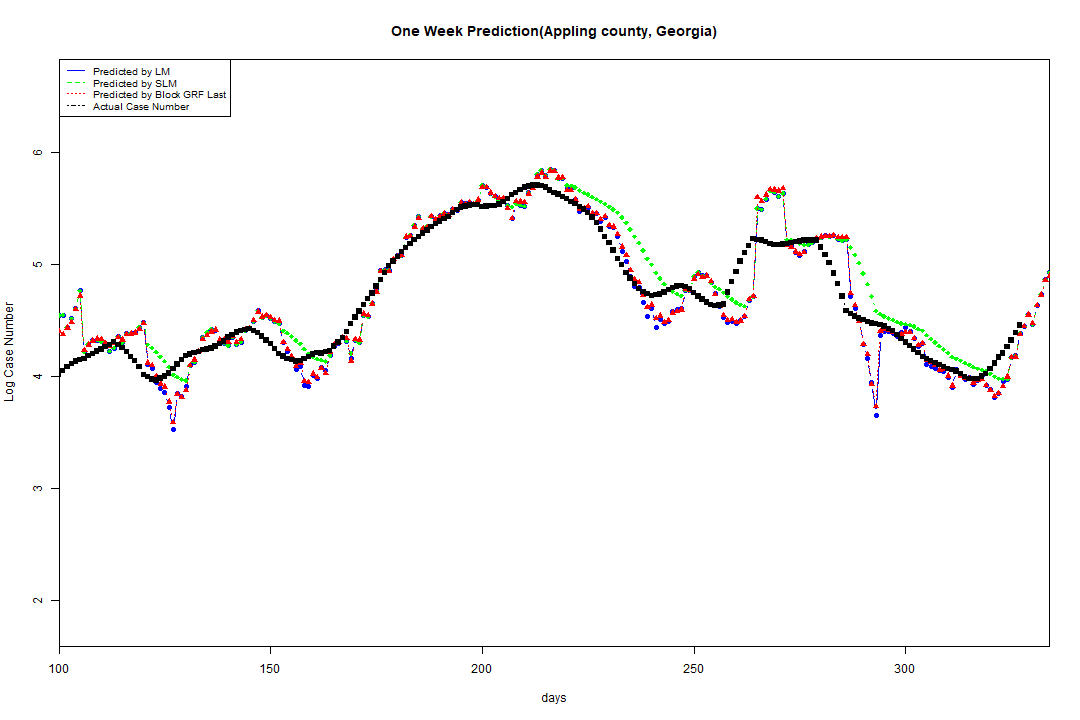 One Week Prediction(Appling county, Georgia)
Predicted by LM
Predicted by SLM
Predicted by Block GRF Last
Actual Case Number
Log Case Number
6
5
4
3
2
100 150 200 250 300
days